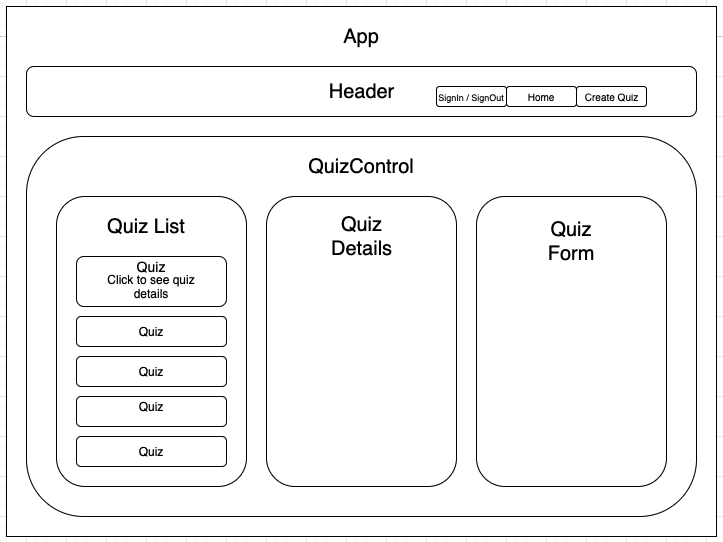 App
Header
SignIn / SignOut
Home
Create Quiz
QuizControl
Quiz List
Quiz
Click to see quiz
details
Quiz
Quiz
Quiz
Quiz
Quiz
Details
Quiz
Form